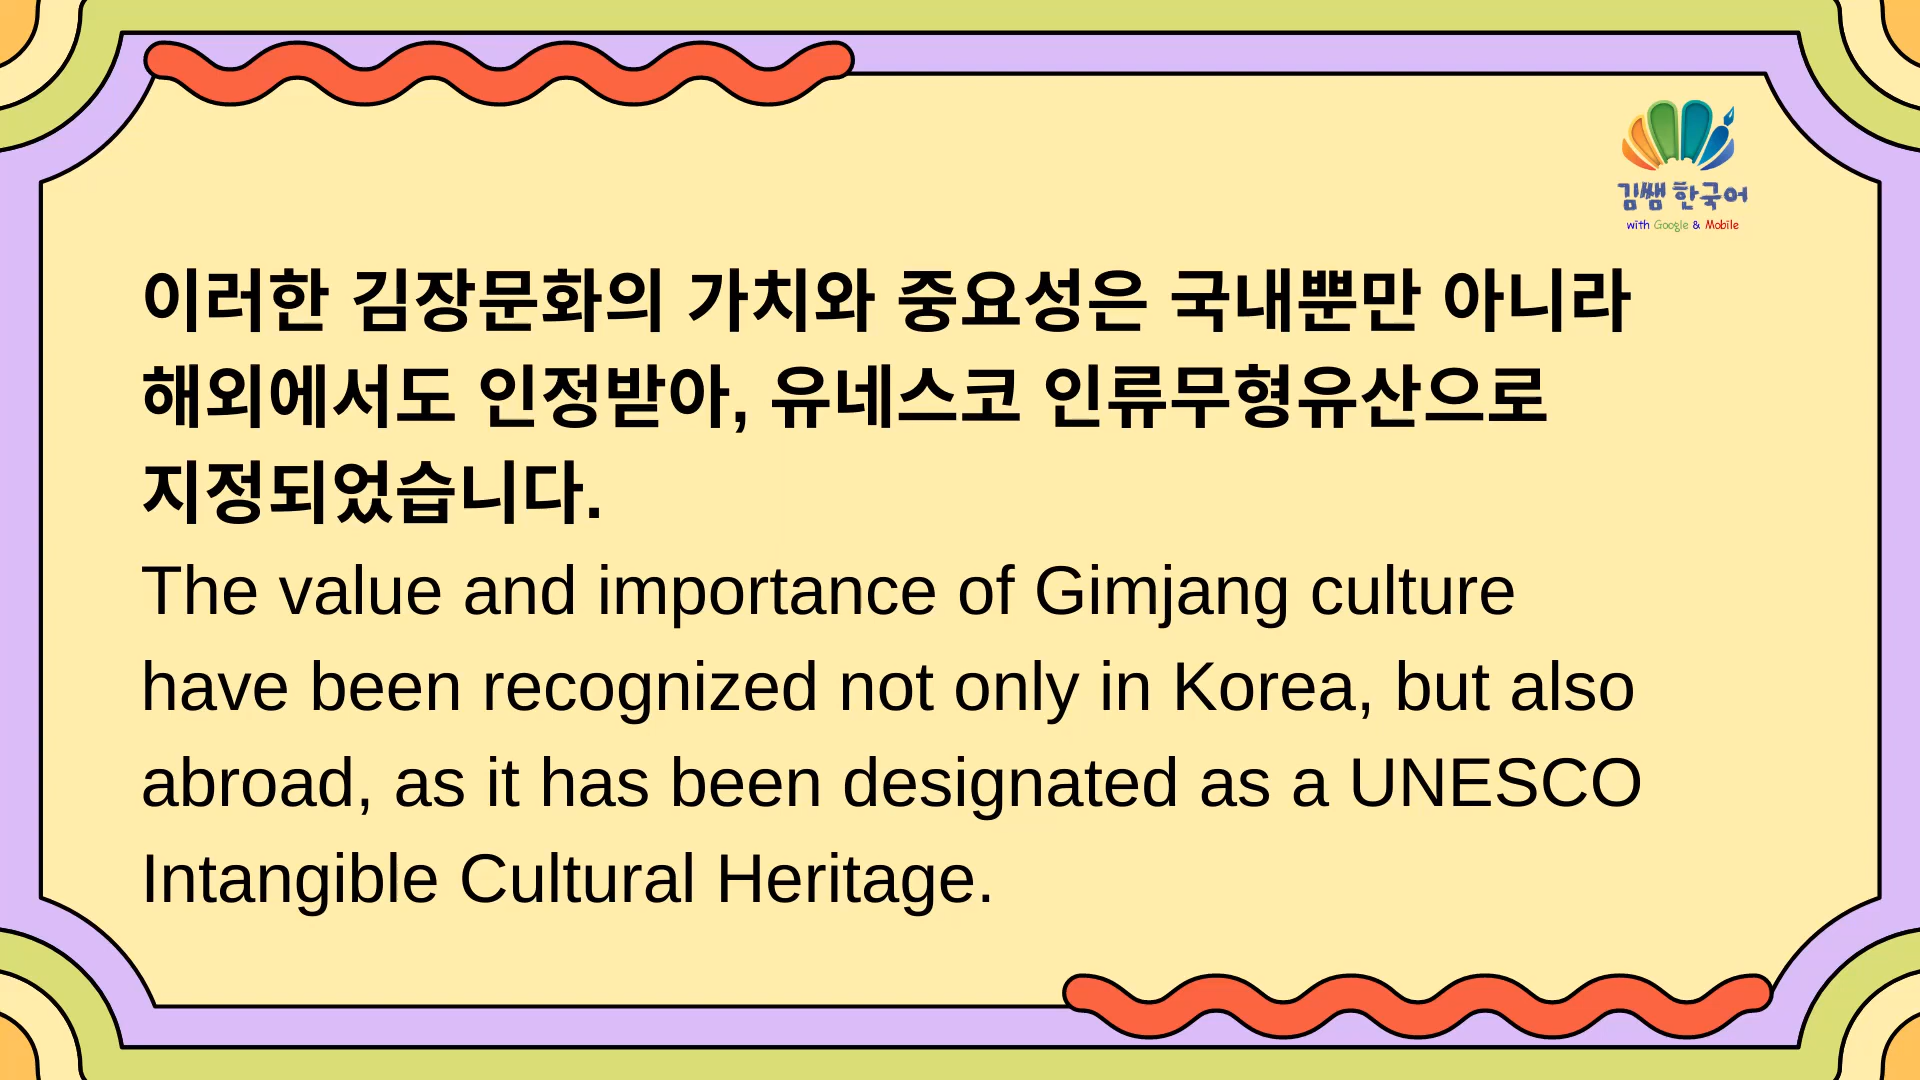 김쌤 한국어
with Google & Mobile
이러한 김장문화의 가치와 중요성은 국내뿐만 아니라
해외에서도 인정받아, 유네스코 인류무형유산으로
지정되었습니다.
The value and importance of Gimjang culture
have been recognized not only in Korea, but also
abroad, as it has been designated as a UNESCO
Intangible Cultural Heritage.